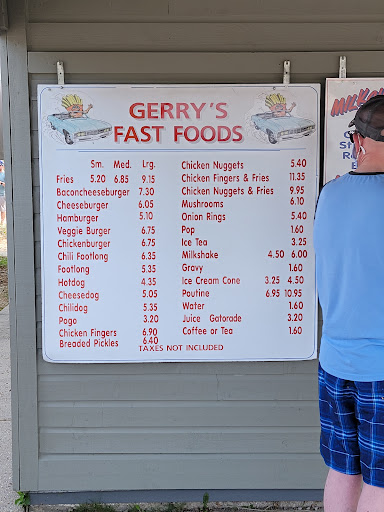 GERRY'S
FAST FOODS
Sm. Med. Lrg.
Fries 5.20 6.85 9.15
Baconcheeseburger 7.30
Cheeseburger 6.05
Hamburger 5.10
Veggie Burger 6.75
Chickenburger 6.75
Chili Footlong 6.35
Footlong 5.35
Hotdog 4.35
Cheesedog 5.05
Chilidog 5.35
Pogo 3.20
Chicken Fingers 6.90
Breaded Pickles 6.40
Chicken Nuggets 5.40
Chicken Fingers & Fries 11.35
Chicken Nuggets & Fries 9.95
Mushrooms 6.10
Onion Rings 5.40
Pop 1.60
Ice Tea 3.25
Milkshake 4.50 6.00
Gravy 1.60
Ice Cream Cone 3.25 4.50
Poutine 6.95 10.95
Water 1.60
Juice Gatorade 3.20
Coffee or Tea 1.60
TAXES NOT INCLUDED